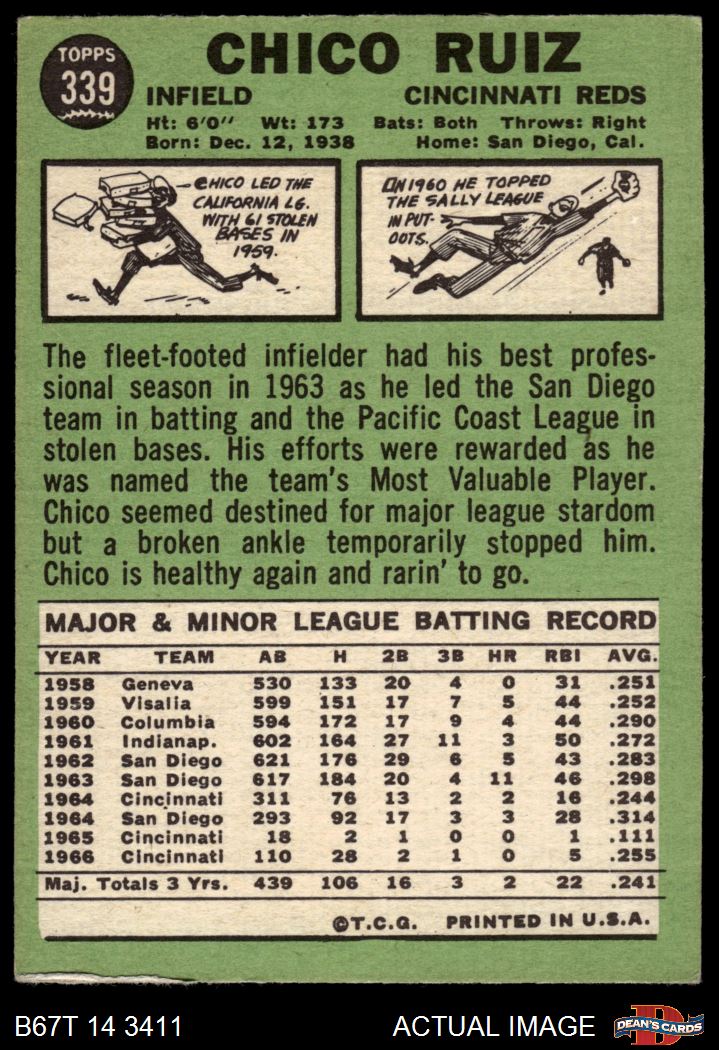 TOPPS
339
CHICO RUIZ
INFIELD CINCINNATI REDS
Ht: 6'0" Wt: 173 Bats: Both Throws: Right
Born: Dec. 12, 1938 Home: San Diego, Cal.
CHICO LED THE
CALIFORNIA LG.
WITH 61 STOLEN
BASES IN
1959.
IN 1960 HE TOPPED
THE SALLY LEAGUE
IN PUT-
OUTS.
The fleet-footed infielder had his best profes-
sional season in 1963 as he led the San Diego
team in batting and the Pacific Coast League in
stolen bases. His efforts were rewarded as he
was named the team's Most Valuable Player.
Chico seemed destined for major league stardom
but a broken ankle temporarily stopped him.
Chico is healthy again and rarin' to go.
MAJOR & MINOR LEAGUE BATTING RECORD
YEAR TEAM AB H 2B 3B HR RBI AVG.
1958 Geneva 530 133 20 4 0 31 .251
1959 Visalia 599 151 17 7 5 44 .252
1960 Columbia 594 172 17 9 4 44 .290
1961 Indianap. 602 164 27 11 3 50 .272
1962 San Diego 621 176 29 6 5 43 .283
1963 San Diego 617 184 20 4 11 46 .298
1964 Cincinnati 311 76 13 2 2 16 .244
1964 San Diego 293 92 17 3 3 28 .314
1965 Cincinnati 18 2 1 0 0 1 .111
1966 Cincinnati 110 28 2 1 0 5 .255
Maj. Totals 3 Yrs. 439 106 16 3 2 22 .241
©T.C.G. PRINTED IN U.S.A.
B67T 14 3411 ACTUAL IMAGE D DEAN'S CARDS